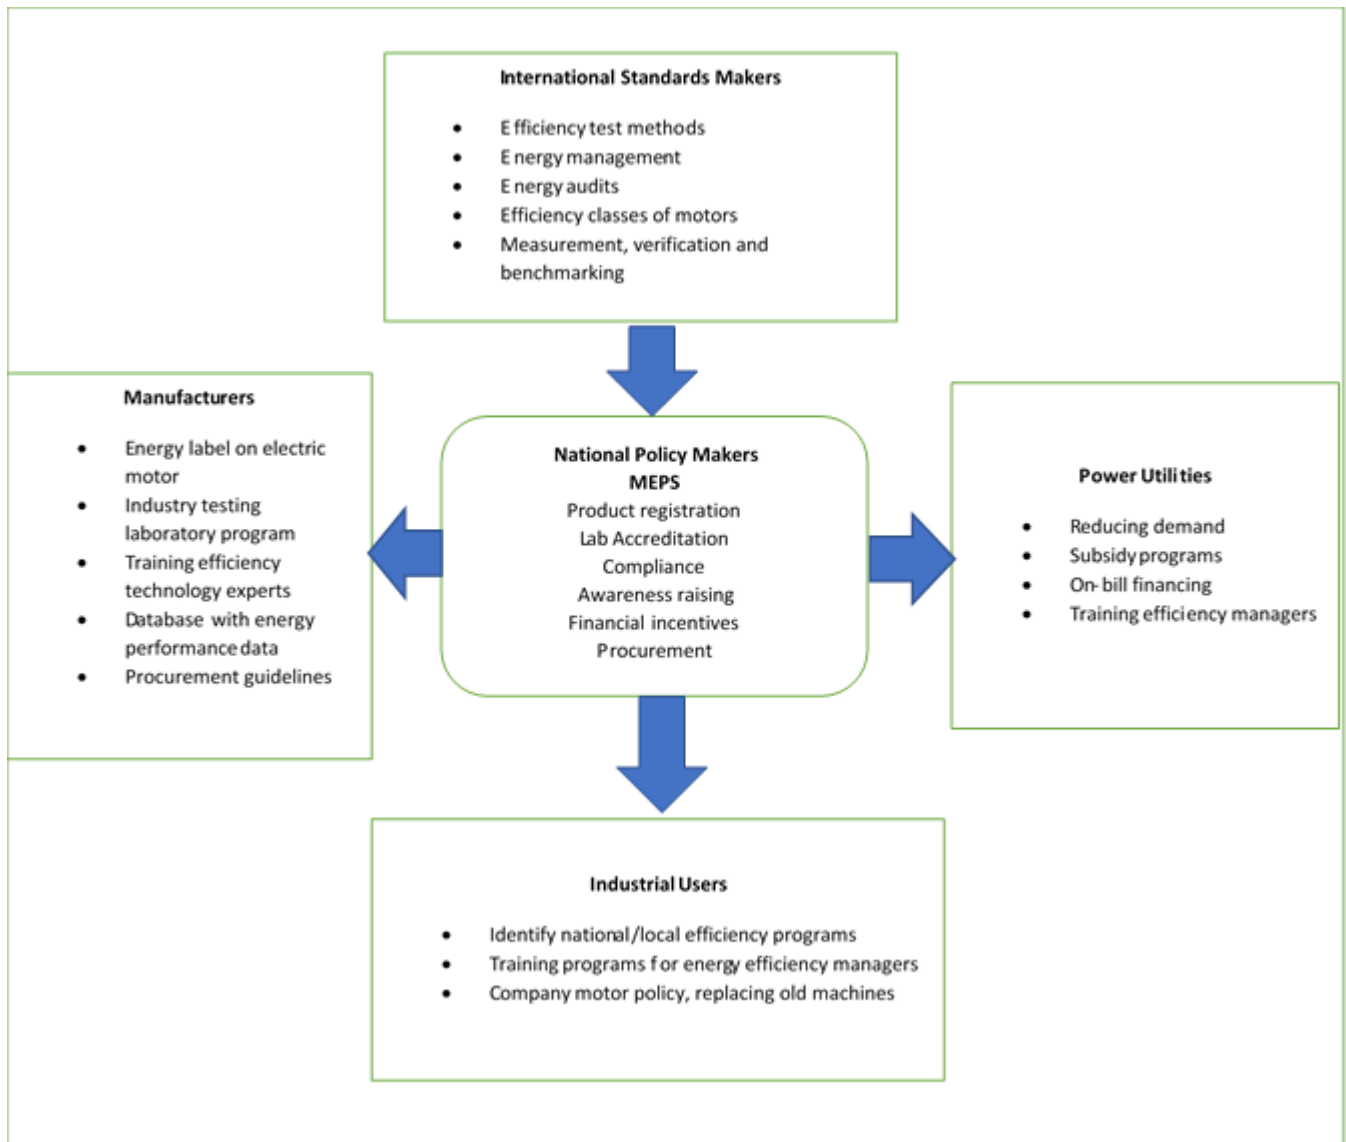 International Standards Makers
• Efficiency test methods
• Energy management
• Energy audits
• Efficiency classes of motors
• Measurement, verification and
benchmarking
Manufacturers
• Energy label on electric
motor
• Industry testing
laboratory program
• Training efficiency
technology experts
• Database with energy
performance data
• Procurement guidelines
National Policy Makers
MEPS
Product registration
Lab Accreditation
Compliance
Awareness raising
Financial incentives
Procurement
Power Utilities
• Reducing demand
• Subsidy programs
• On-bill financing
• Training efficiency managers
Industrial Users
• Identify national/local efficiency programs
• Training programs for energy efficiency managers
• Company motor policy, replacing old machines